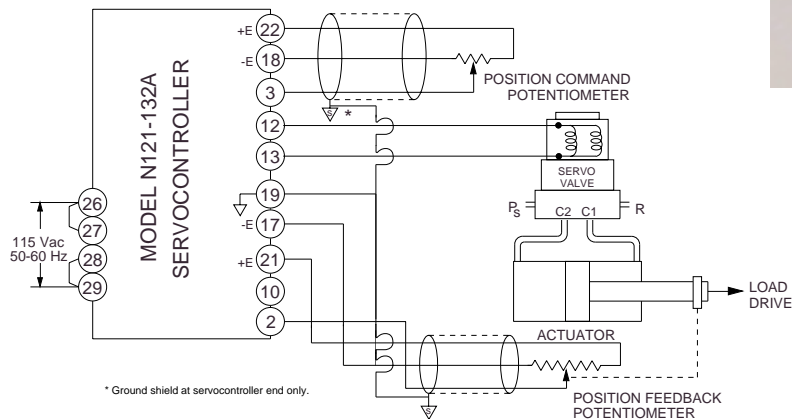 MODEL N121-132A
SERVOCONTROLLER
+E 22
-E 18
3
12
13
19
-E 17
+E 21
10
2
26
27
28
29
115 Vac
50-60 Hz
S *
POSITION COMMAND
POTENTIOMETER
SERVO
VALVE
PS
C2 C1
R
LOAD
DRIVE
ACTUATOR
POSITION FEEDBACK
POTENTIOMETER
S
* Ground shield at servocontroller end only.